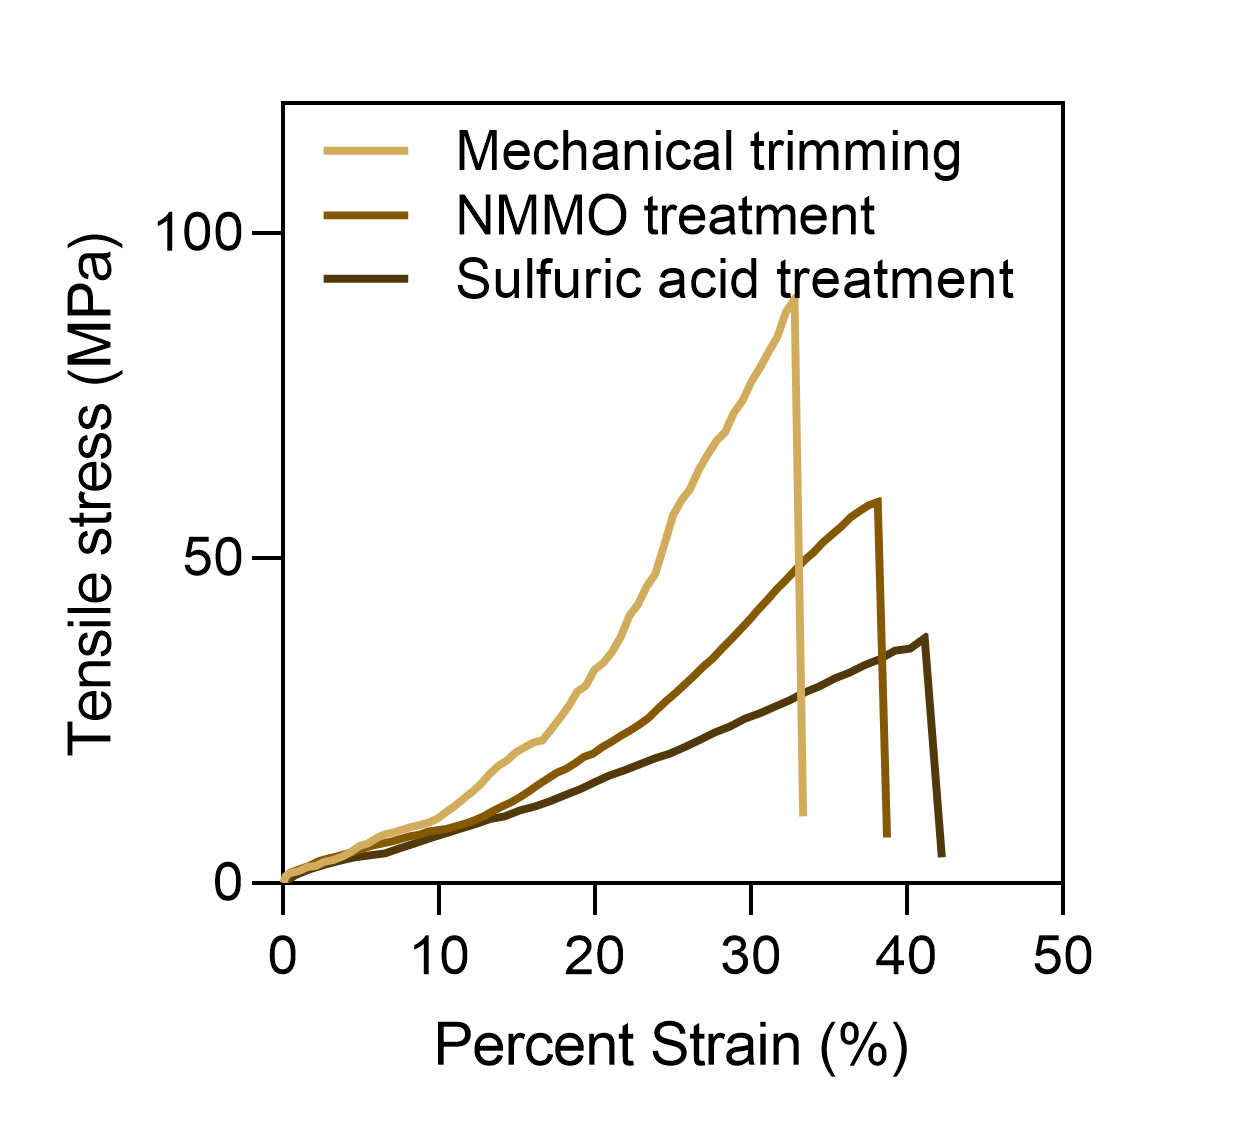 Mechanical trimming
NMMO treatment
Sulfuric acid treatment
100
50
0
Tensile stress (MPa)
0 10 20 30 40 50
Percent Strain (%)